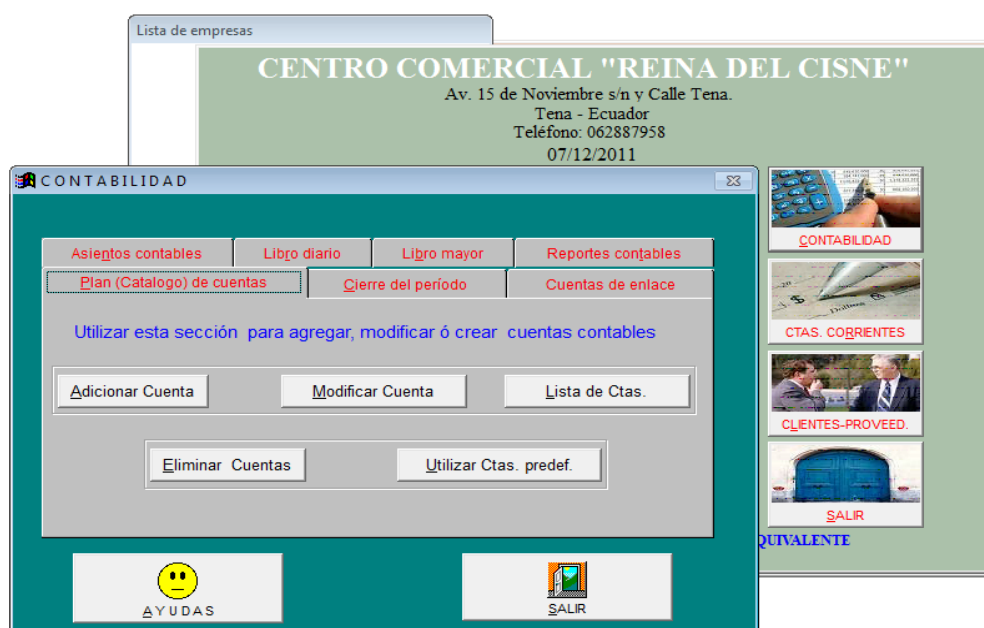 Lista de empresas
CENTRO COMERCIAL "REINA DEL CISNE"
Av. 15 de Noviembre s/n y Calle Tena.
Tena - Ecuador
Teléfono: 062887958
07/12/2011
CONTABILIDAD
Asientos contables
Libro diario
Libro mayor
Reportes contables
Plan (Catalogo) de cuentas
Cierre del período
Cuentas de enlace
Utilizar esta sección para agregar, modificar ó crear cuentas contables
Adicionar Cuenta
Modificar Cuenta
Lista de Ctas.
Eliminar Cuentas
Utilizar Ctas. predef.
AYUDAS
SALIR
CONTABILIDAD
CTAS. CORRIENTES
CLIENTES-PROVEED.
SALIR
QUIVALENTE